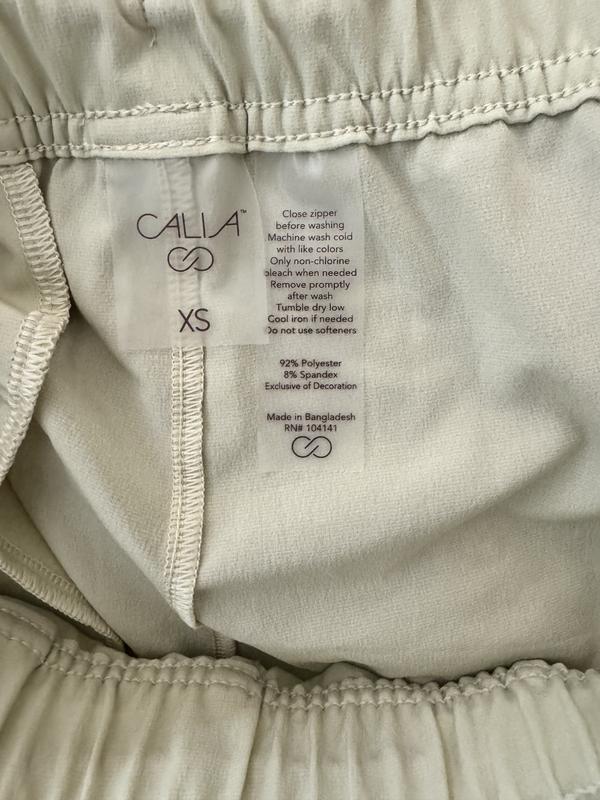 CALIA™
XS
Close zipper
before washing
Machine wash cold
with like colors
Only non-chlorine
bleach when needed
Remove promptly
after wash
Tumble dry low
Cool iron if needed
Do not use softeners
92% Polyester
8% Spandex
Exclusive of Decoration
Made in Bangladesh
RN# 104141